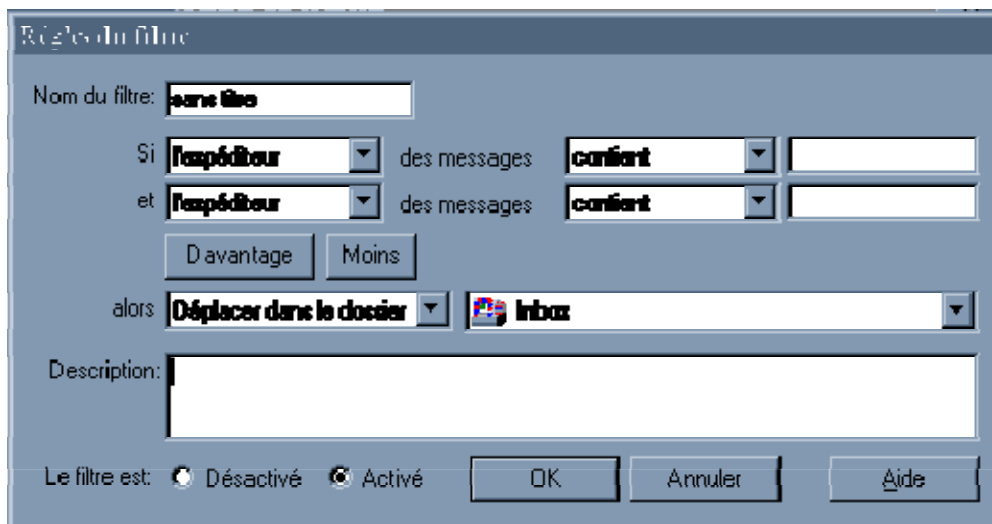 Règles du filtre
Nom du filtre: sans titre
Si l'expéditeur des messages contient
et l'expéditeur des messages contient
Davantage Moins
alors Déplacer dans le dossier Inbox
Description:
Le filtre est: Désactivé Activé OK Annuler Aide